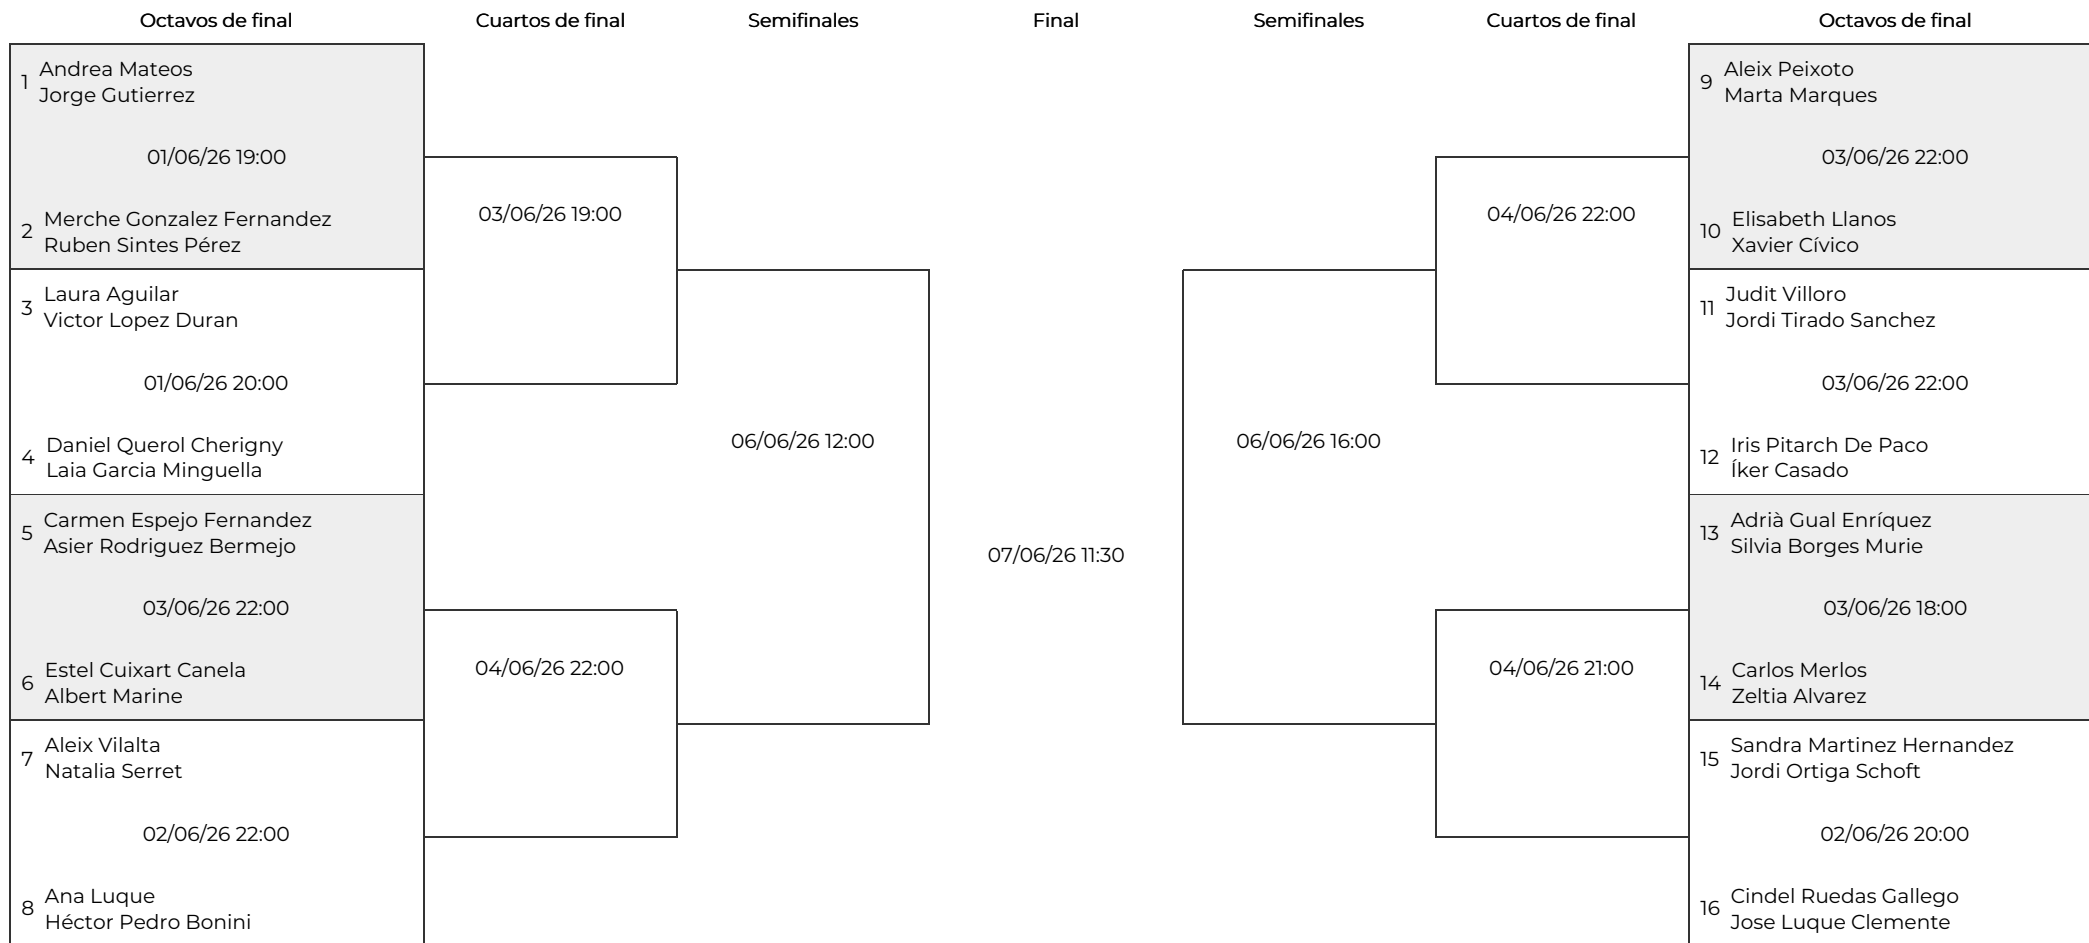 Octavos de final
Cuartos de final
Semifinales
Final
Semifinales
Cuartos de final
Octavos de final
1
Andrea Mateos
Jorge Gutierrez
01/06/26 19:00
2
Merche Gonzalez Fernandez
Ruben Sintes Pérez
3
Laura Aguilar
Victor Lopez Duran
01/06/26 20:00
4
Daniel Querol Cherigny
Laia Garcia Minguella
5
Carmen Espejo Fernandez
Asier Rodriguez Bermejo
03/06/26 22:00
6
Estel Cuixart Canela
Albert Marine
7
Aleix Vilalta
Natalia Serret
02/06/26 22:00
8
Ana Luque
Héctor Pedro Bonini
03/06/26 19:00
04/06/26 22:00
06/06/26 12:00
07/06/26 11:30
06/06/26 16:00
04/06/26 22:00
04/06/26 21:00
9
Aleix Peixoto
Marta Marques
03/06/26 22:00
10
Elisabeth Llanos
Xavier Cívico
11
Judit Villoro
Jordi Tirado Sanchez
03/06/26 22:00
12
Iris Pitarch De Paco
Íker Casado
13
Adrià Gual Enríquez
Silvia Borges Murie
03/06/26 18:00
14
Carlos Merlos
Zeltia Alvarez
15
Sandra Martinez Hernandez
Jordi Ortiga Schoft
02/06/26 20:00
16
Cindel Ruedas Gallego
Jose Luque Clemente